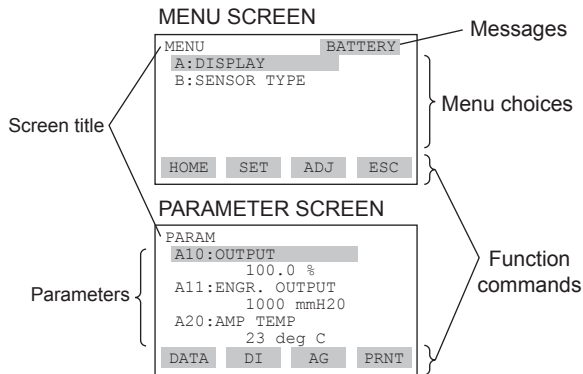 MENU SCREEN
MENU BATTERY
A:DISPLAY
B:SENSOR TYPE
HOME SET ADJ ESC
Messages
Menu choices
Screen title
PARAMETER SCREEN
PARAM
A10:OUTPUT
100.0 %
A11:ENGR. OUTPUT
1000 mmH20
A20:AMP TEMP
23 deg C
DATA DI AG PRNT
Parameters
Function
commands